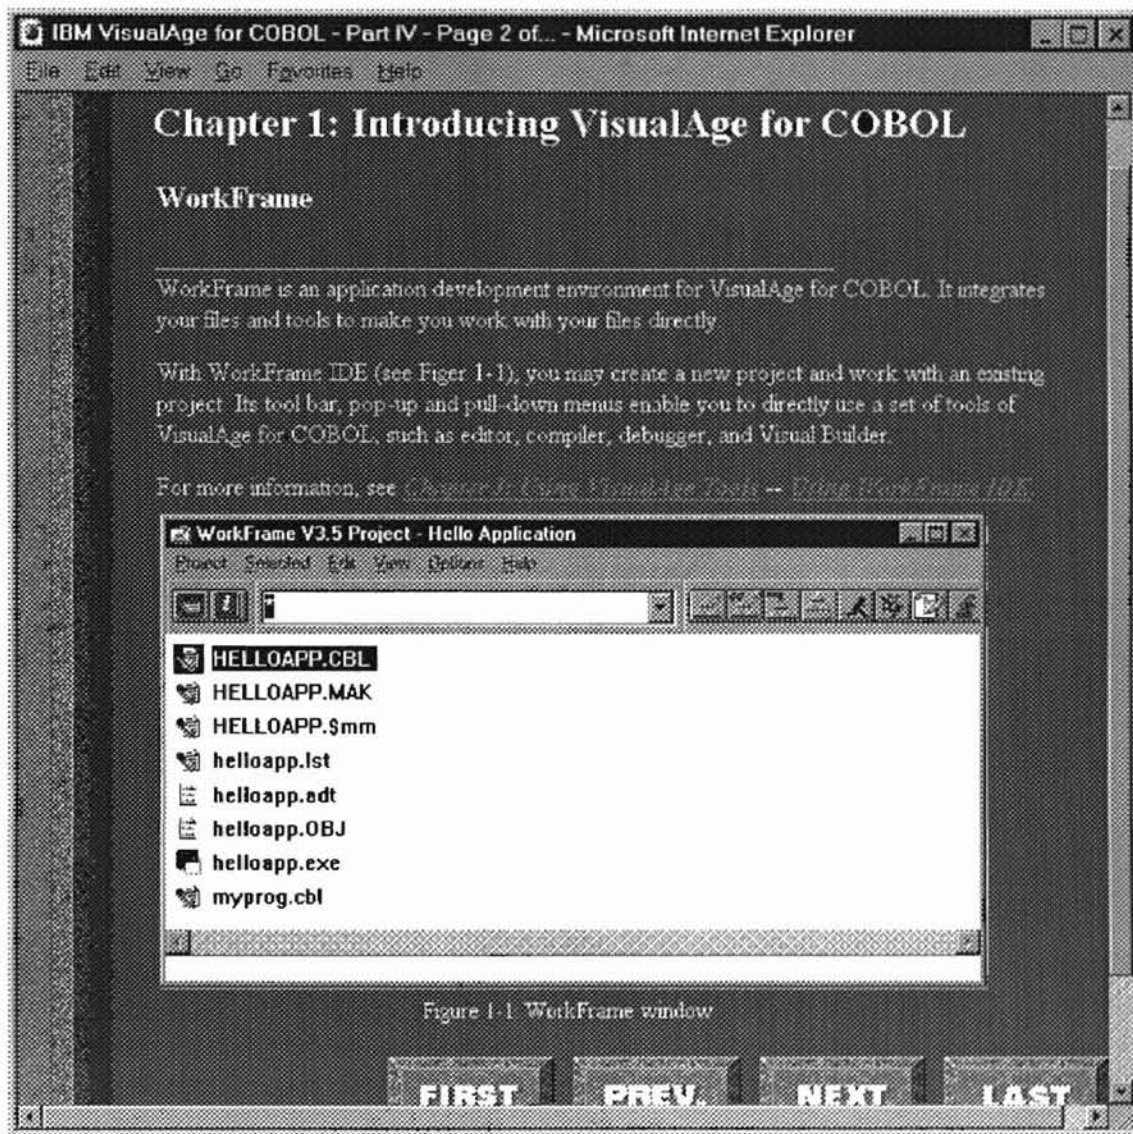 IBM VisualAge for COBOL - Part IV - Page 2 of... - Microsoft Internet Explorer
File Edit View Go Favorites Help
Chapter 1: Introducing VisualAge for COBOL
WorkFrame
WorkFrame is an application development environment for VisualAge for COBOL. It integrates
your files and tools to make you work with your files directly.
With WorkFrame IDE (see Figer 1-1), you may create a new project and work with an existing
project. Its tool bar, pop-up and pull-down menus enable you to directly use a set of tools of
VisualAge for COBOL, such as editor, compiler, debugger, and Visual Builder.
For more information, see Chapter : Using VisualAge Tools -- Using WorkFrame IDE.
WorkFrame V3.5 Project - Hello Application
Project Selected Edit View Options Help
*
HELLOAPP.CBL
HELLOAPP.MAK
HELLOAPP.$mm
helloapp.lst
helloapp.adt
helloapp.OBJ
helloapp.exe
myprog.cbl
Figure 1-1 WorkFrame window
FIRST PREV. NEXT LAST